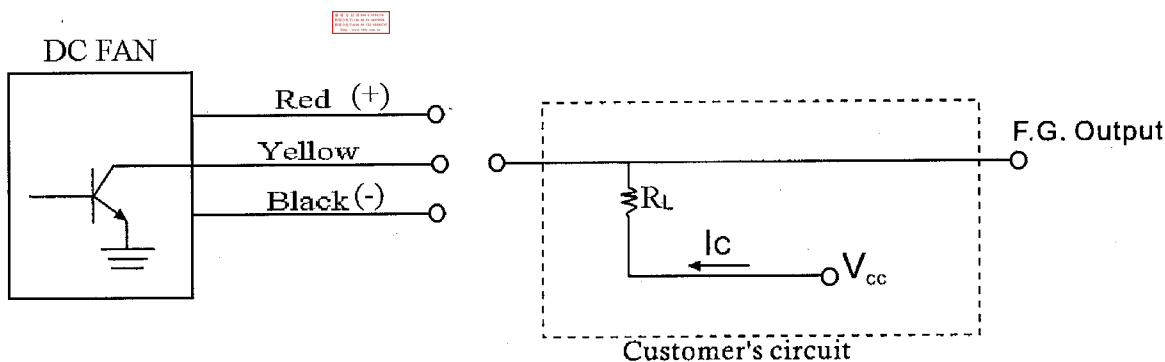 DC FAN
Red (+)
Yellow
Black (-)
F.G. Output
RL
Ic
Vcc
Customer's circuit